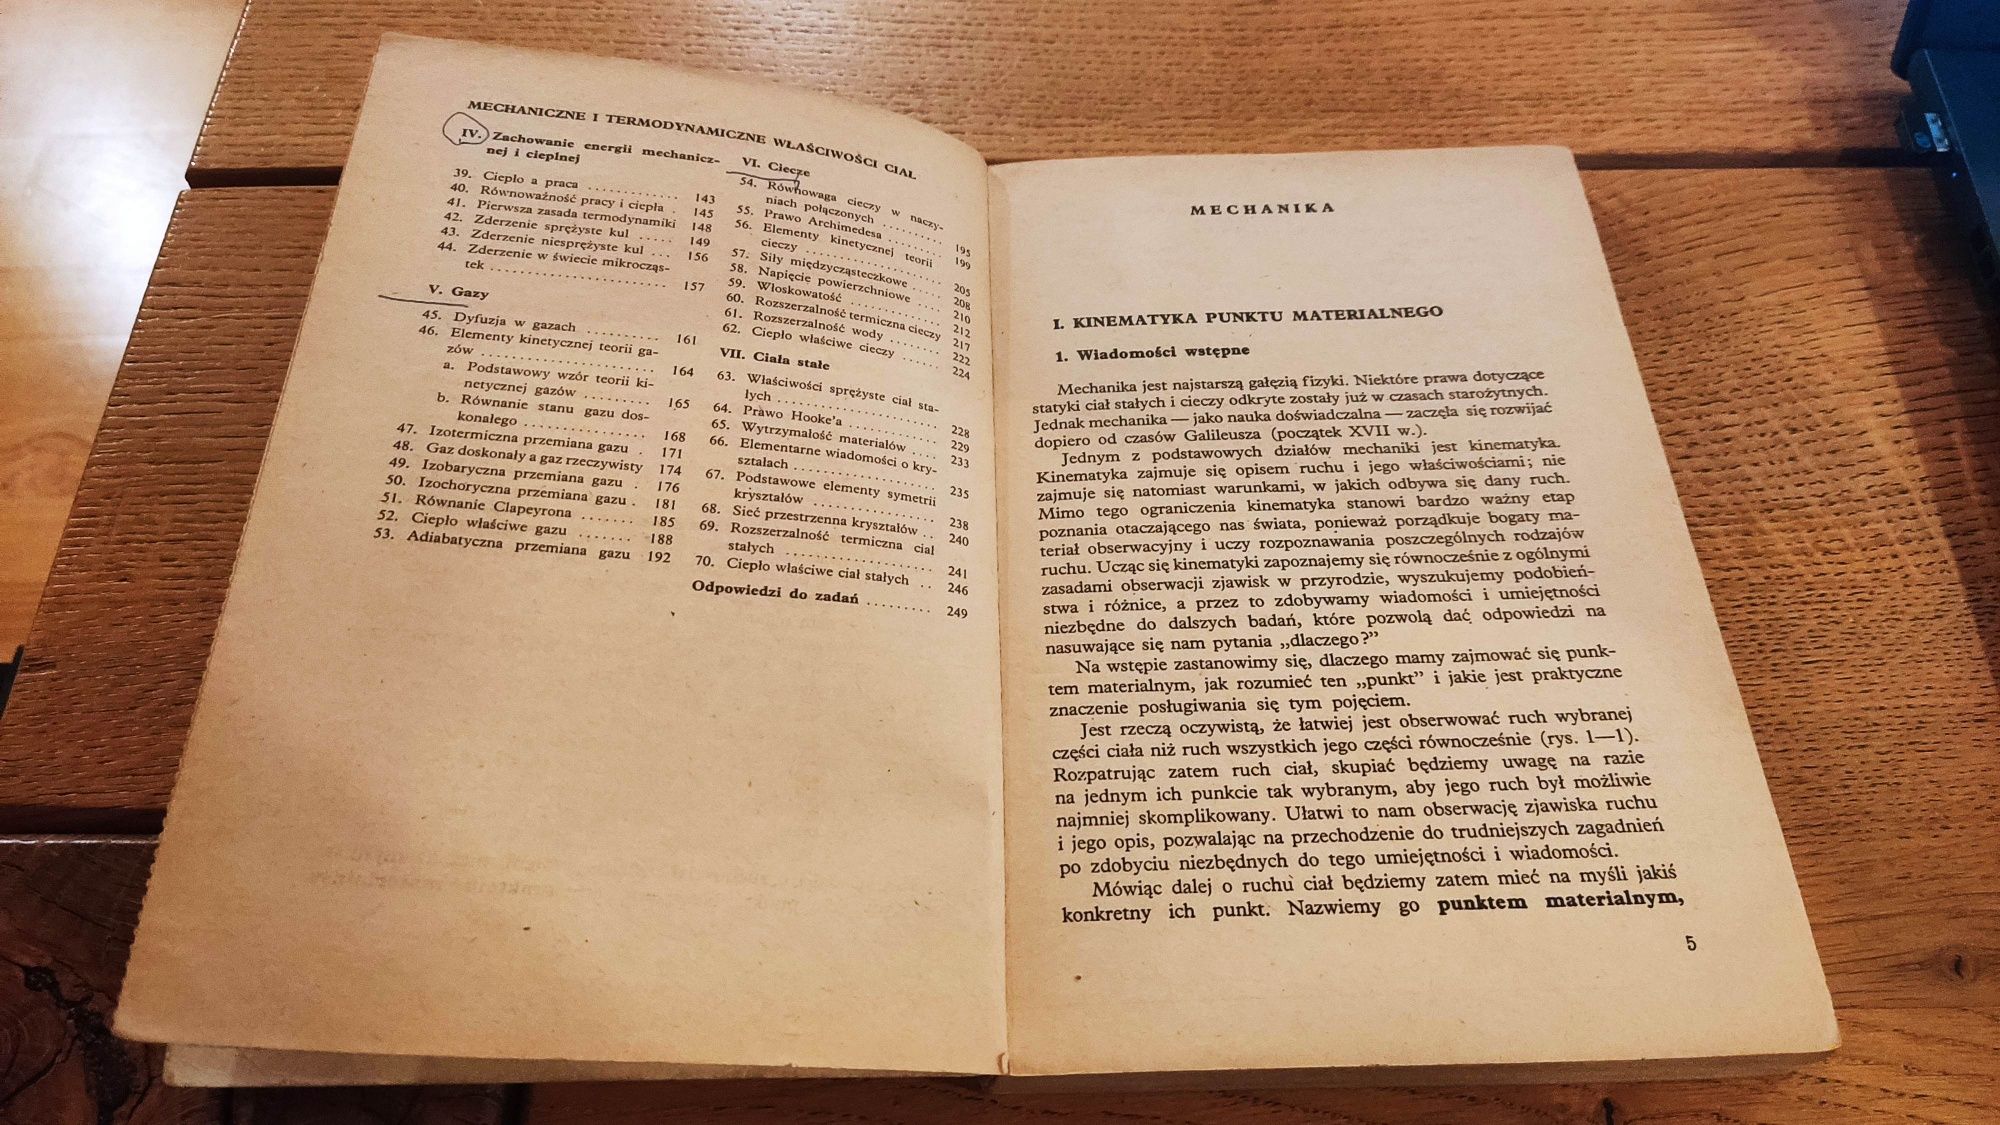 MECHANICZNE I TERMODYNAMICZNE WŁAŚCIWOŚCI CIAŁ
IV. Zachowanie energii mechanicz-
nej i cieplnej
39. Ciepło a praca . . . . . . . . . . . . . 143
40. Równoważność pracy i ciepła . 145
41. Pierwsza zasada termodynamiki 148
42. Zderzenie sprężyste kul . . . . . 149
43. Zderzenie niesprężyste kul . . . 156
44. Zderzenie w świecie mikrocząs-
tek . . . . . . . . . . . . . . . . . . . . . . . . . 157
V. Gazy
45. Dyfuzja w gazach . . . . . . . . . . 161
46. Elementy kinetycznej teorii ga-
zów . . . . . . . . . . . . . . . . . . . . . . . . 164
a. Podstawowy wzór teorii ki-
netycznej gazów . . . . . . . . . 165
b. Równanie stanu gazu dos-
konałego . . . . . . . . . . . . . . . . 168
47. Izotermiczna przemiana gazu . 171
48. Gaz doskonały a gaz rzeczywisty 174
49. Izobaryczna przemiana gazu . 176
50. Izochoryczna przemiana gazu . 181
51. Równanie Clapeyrona . . . . . . . 185
52. Ciepło właściwe gazu . . . . . . . 188
53. Adiabatyczna przemiana gazu 192
VI. Ciecze
54. Równowaga cieczy w naczy-
niach połączonych . . . . . . . . . . 195
55. Prawo Archimedesa . . . . . . . . . 199
56. Elementy kinetycznej teorii
cieczy . . . . . . . . . . . . . . . . . . . . . . 205
57. Siły międzycząsteczkowe . . . . . 208
58. Napięcie powierzchniowe . . . . 210
59. Włoskowatość . . . . . . . . . . . . . . 212
60. Rozszerzalność termiczna cieczy 217
61. Rozszerzalność wody . . . . . . . . 222
62. Ciepło właściwe cieczy . . . . . . 224
VII. Ciała stałe
63. Właściwości sprężyste ciał sta-
łych . . . . . . . . . . . . . . . . . . . . . . . 228
64. Prawo Hooke'a . . . . . . . . . . . . . 229
65. Wytrzymałość materiałów . . . . 233
66. Elementarne wiadomości o kry-
ształach . . . . . . . . . . . . . . . . . . . . 235
67. Podstawowe elementy symetrii
kryształów . . . . . . . . . . . . . . . . . . 238
68. Sieć przestrzenna kryształów . . 240
69. Rozszerzalność termiczna ciał
stałych . . . . . . . . . . . . . . . . . . . . . 241
70. Ciepło właściwe ciał stałych . . 246
Odpowiedzi do zadań . . . . . . . . . 249
MECHANIKA
I. KINEMATYKA PUNKTU MATERIALNEGO
1. Wiadomości wstępne
Mechanika jest najstarszą gałęzią fizyki. Niektóre prawa dotyczące
statyki ciał stałych i cieczy odkryte zostały już w czasach starożytnych.
Jednak mechanika — jako nauka doświadczalna — zaczęła się rozwijać
dopiero od czasów Galileusza (początek XVII w.).
Jednym z podstawowych działów mechaniki jest kinematyka.
Kinematyka zajmuje się opisem ruchu i jego właściwościami; nie
zajmuje się natomiast warunkami, w jakich odbywa się dany ruch.
Mimo tego ograniczenia kinematyka stanowi bardzo ważny etap
poznania otaczającego nas świata, ponieważ porządkuje bogaty ma-
teriał obserwacyjny i uczy rozpoznawania poszczególnych rodzajów
ruchu. Ucząc się kinematyki zapoznajemy się równocześnie z ogólnymi
zasadami obserwacji zjawisk w przyrodzie, wyszukujemy podobień-
stwa i różnice, a przez to zdobywamy wiadomości i umiejętności
niezbędne do dalszych badań, które pozwolą dać odpowiedzi na
nasuwające się nam pytania „dlaczego?”
Na wstępie zastanowimy się, dlaczego mamy zajmować się punk-
tem materialnym, jak rozumieć ten „punkt” i jakie jest praktyczne
znaczenie posługiwania się tym pojęciem.
Jest rzeczą oczywistą, że łatwiej jest obserwować ruch wybranej
części ciała niż ruch wszystkich jego części równocześnie (rys. 1—1).
Rozpatrując zatem ruch ciał, skupiać będziemy uwagę na razie
na jednym ich punkcie tak wybranym, aby jego ruch był możliwie
najmniej skomplikowany. Ułatwi to nam obserwację zjawiska ruchu
i jego opis, pozwalając na przechodzenie do trudniejszych zagadnień
po zdobyciu niezbędnych do tego umiejętności i wiadomości.
Mówiąc dalej o ruchu ciał będziemy zatem mieć na myśli jakiś
konkretny ich punkt. Nazwiemy go punktem materialnym,
5